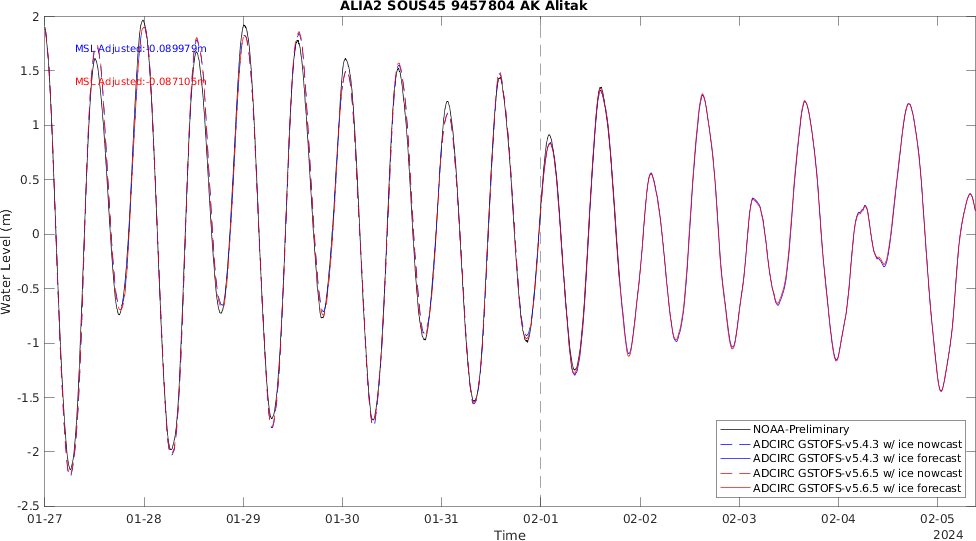 ALIA2 SOUS45 9457804 AK Alitak
MSL Adjusted:-0.089979m
MSL Adjusted:-0.087105m
Water Level (m)
2
1.5
1
0.5
0
-0.5
-1
-1.5
-2
-2.5
01-27 01-28 01-29 01-30 01-31 02-01 02-02 02-03 02-04 02-05
Time
2024
NOAA-Preliminary
ADCIRC GSTOFS-v5.4.3 w/ ice nowcast
ADCIRC GSTOFS-v5.4.3 w/ ice forecast
ADCIRC GSTOFS-v5.6.5 w/ ice nowcast
ADCIRC GSTOFS-v5.6.5 w/ ice forecast